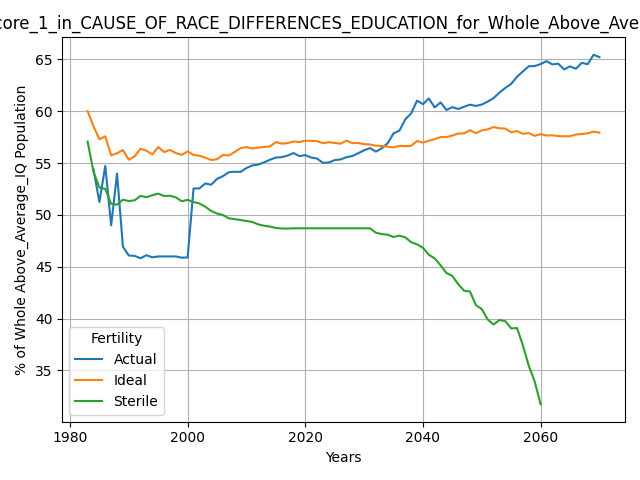 core_1_in_CAUSE_OF_RACE_DIFFERENCES_EDUCATION_for_Whole_Above_Ave
% of Whole Above_Average_IQ Population
65
60
55
50
45
40
35
Fertility
Actual
Ideal
Sterile
1980
2000
2020
2040
2060
Years